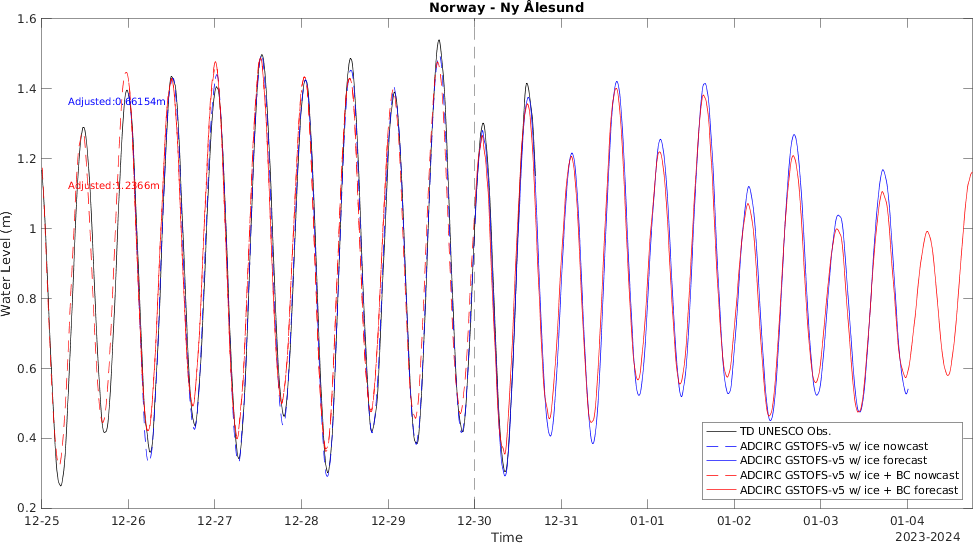 Norway - Ny Ålesund
1.6
1.4
1.2
1
0.8
0.6
0.4
0.2
Water Level (m)
Adjusted:0.66154m
Adjusted:1.2366m
TD UNESCO Obs.
ADCIRC GSTOFS-v5 w/ ice nowcast
ADCIRC GSTOFS-v5 w/ ice forecast
ADCIRC GSTOFS-v5 w/ ice + BC nowcast
ADCIRC GSTOFS-v5 w/ ice + BC forecast
12-25 12-26 12-27 12-28 12-29 12-30 12-31 01-01 01-02 01-03 01-04
Time
2023-2024